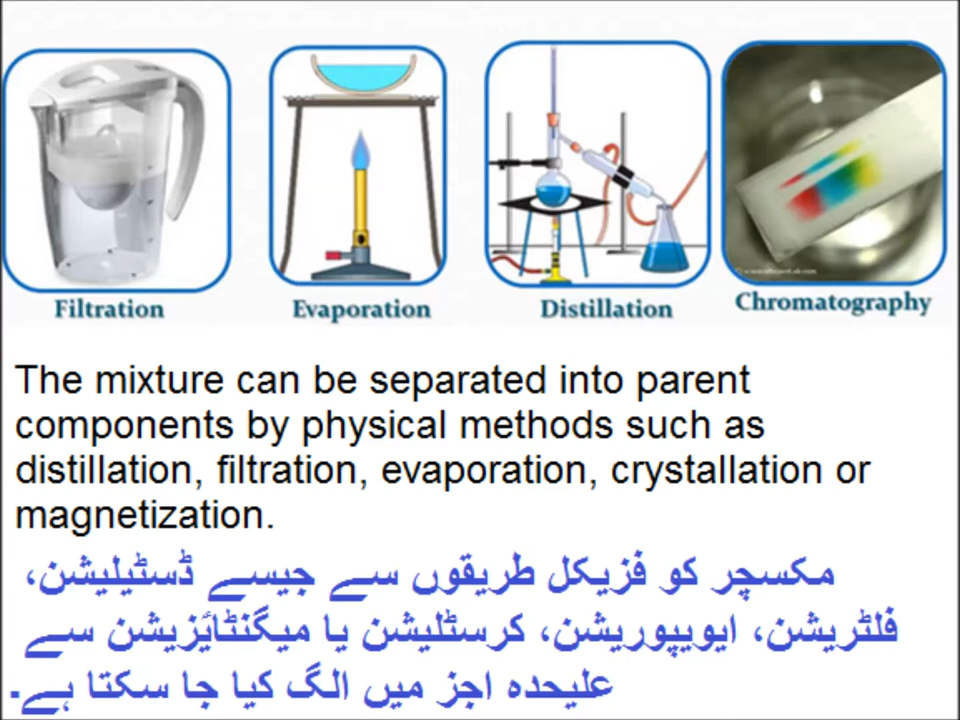 Filtration
Evaporation
Distillation
Chromatography
The mixture can be separated into parent
components by physical methods such as
distillation, filtration, evaporation, crystallation or
magnetization.
مکسچر کو فزیکل طریقوں سے جیسے ڈسٹیلیشن،
فلٹریشن، ایوییپوریشن، کرسٹلیشن یا میگنٹائزیشن سے
علیحدہ اجز میں الگ کیا جا سکتا ہے۔